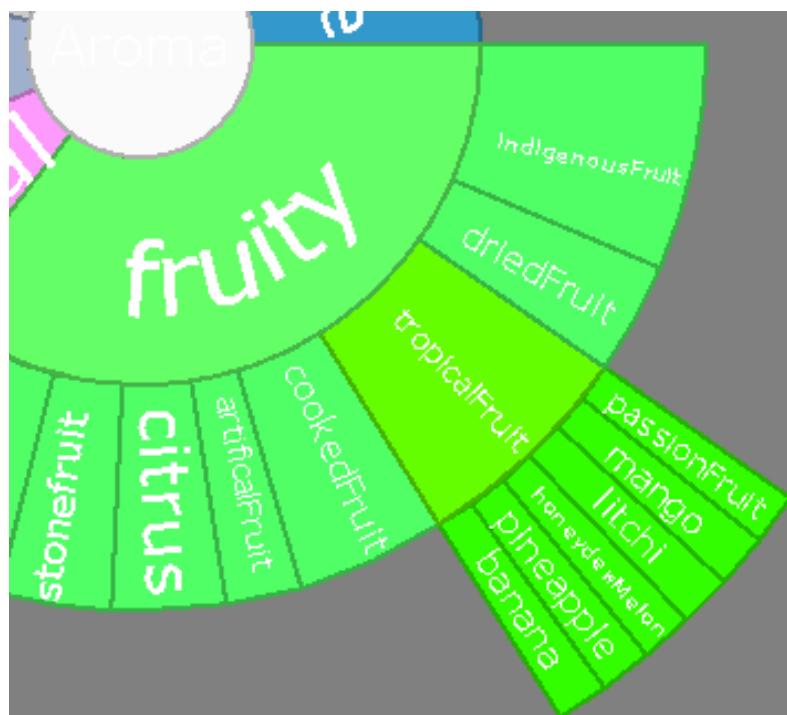 Aroma
fruity
indigenousFruit
driedFruit
tropicalFruit
cookedFruit
artificalFruit
citrus
stonefruit
passionFruit
mango
litchi
honeydewMelon
pineapple
banana